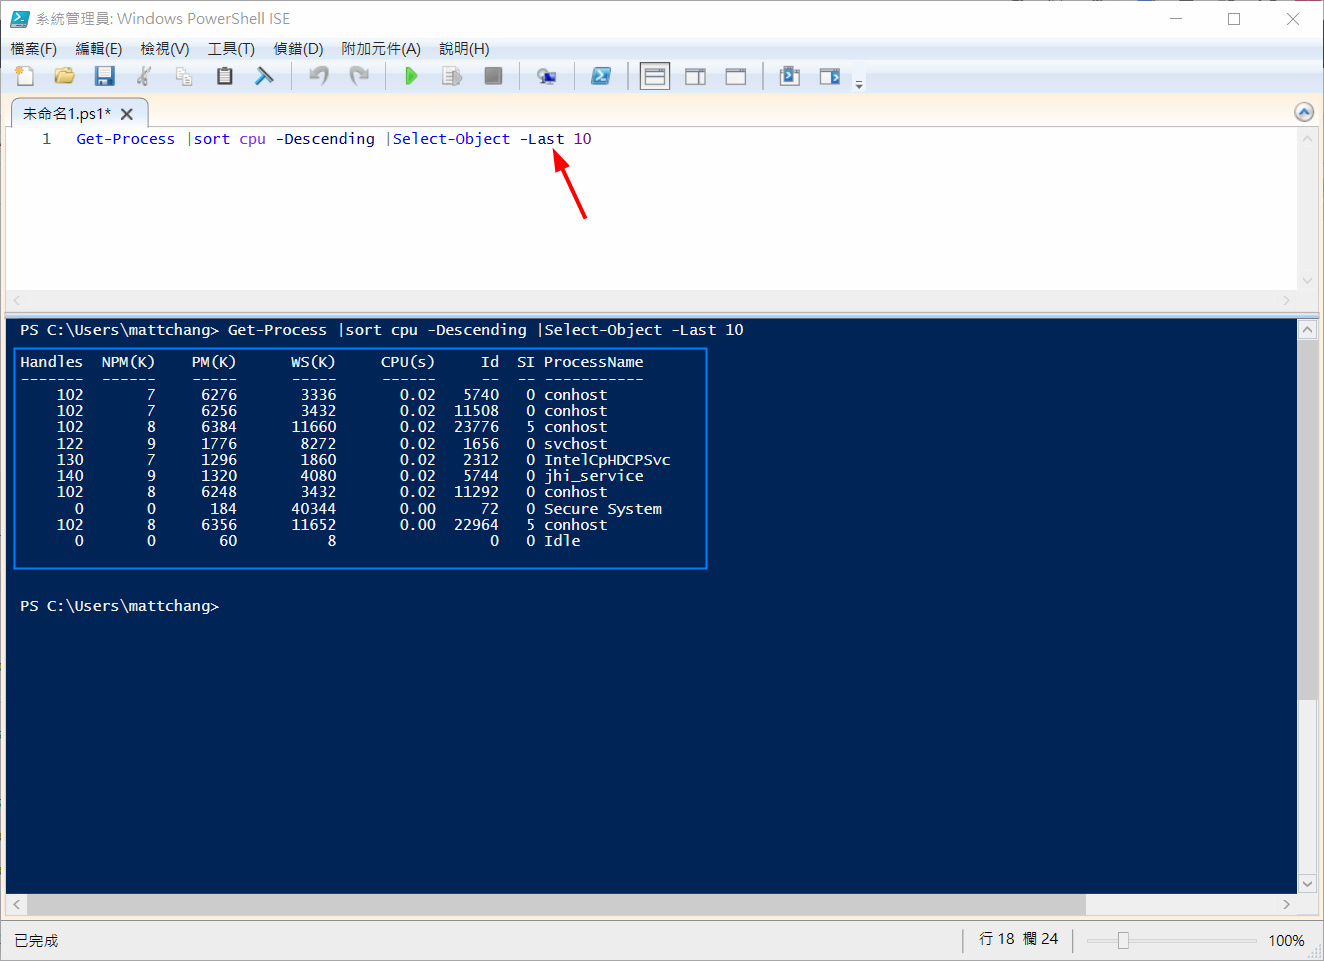 系統管理員: Windows PowerShell ISE
檔案(F) 編輯(E) 檢視(V) 工具(T) 偵錯(D) 附加元件(A) 說明(H)
未命名1.ps1*
1 Get-Process |sort cpu -Descending |Select-Object -Last 10
PS C:\Users\mattchang> Get-Process |sort cpu -Descending |Select-Object -Last 10
Handles NPM(K) PM(K) WS(K) CPU(s) Id SI ProcessName
------- ------ ----- ----- ------ -- -- -----------
102 7 6276 3336 0.02 5740 0 conhost
102 7 6256 3432 0.02 11508 0 conhost
102 8 6384 11660 0.02 23776 5 conhost
122 9 1776 8272 0.02 1656 0 svchost
130 7 1296 1860 0.02 2312 0 IntelCpHDCPSvc
140 9 1320 4080 0.02 5744 0 jhi_service
102 8 6248 3432 0.02 11292 0 conhost
0 0 184 40344 0.00 72 0 Secure System
102 8 6356 11652 0.00 22964 5 conhost
0 0 60 8 0 0 Idle
PS C:\Users\mattchang>
已完成 行 18 欄 24 100%